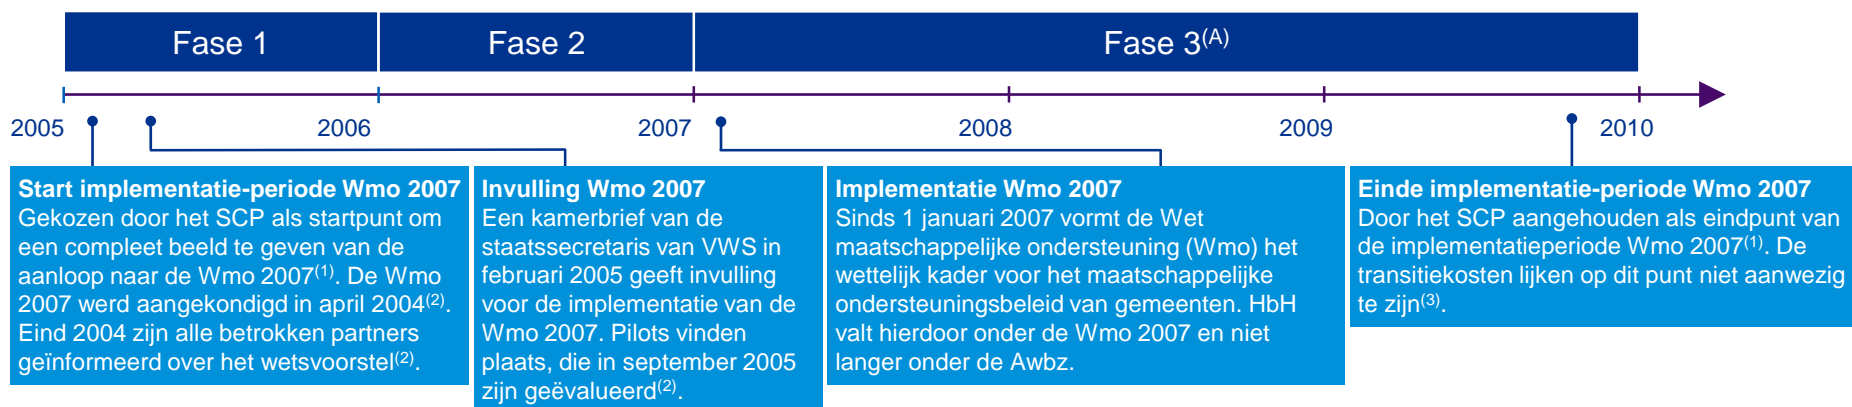 Fase 1
Fase 2
Fase 3(A)
2005
2006
2007
2008
2009
2010
Start implementatie-periode Wmo 2007
Gekozen door het SCP als startpunt om
een compleet beeld te geven van de
aanloop naar de Wmo 2007(1). De Wmo
2007 werd aangekondigd in april 2004(2).
Eind 2004 zijn alle betrokken partners
geïnformeerd over het wetsvoorstel(2).
Invulling Wmo 2007
Een kamerbrief van de
staatssecretaris van VWS in
februari 2005 geeft invulling
voor de implementatie van de
Wmo 2007. Pilots vinden
plaats, die in september 2005
zijn geëvalueerd(2).
Implementatie Wmo 2007
Sinds 1 januari 2007 vormt de Wet
maatschappelijke ondersteuning (Wmo) het
wettelijk kader voor het maatschappelijke
ondersteuningsbeleid van gemeenten. HbH
valt hierdoor onder de Wmo 2007 en niet
langer onder de Awbz.
Einde implementatie-periode Wmo 2007
Door het SCP aangehouden als eindpunt van
de implementatieperiode Wmo 2007(1). De
transitiekosten lijken op dit punt niet aanwezig
te zijn(3).